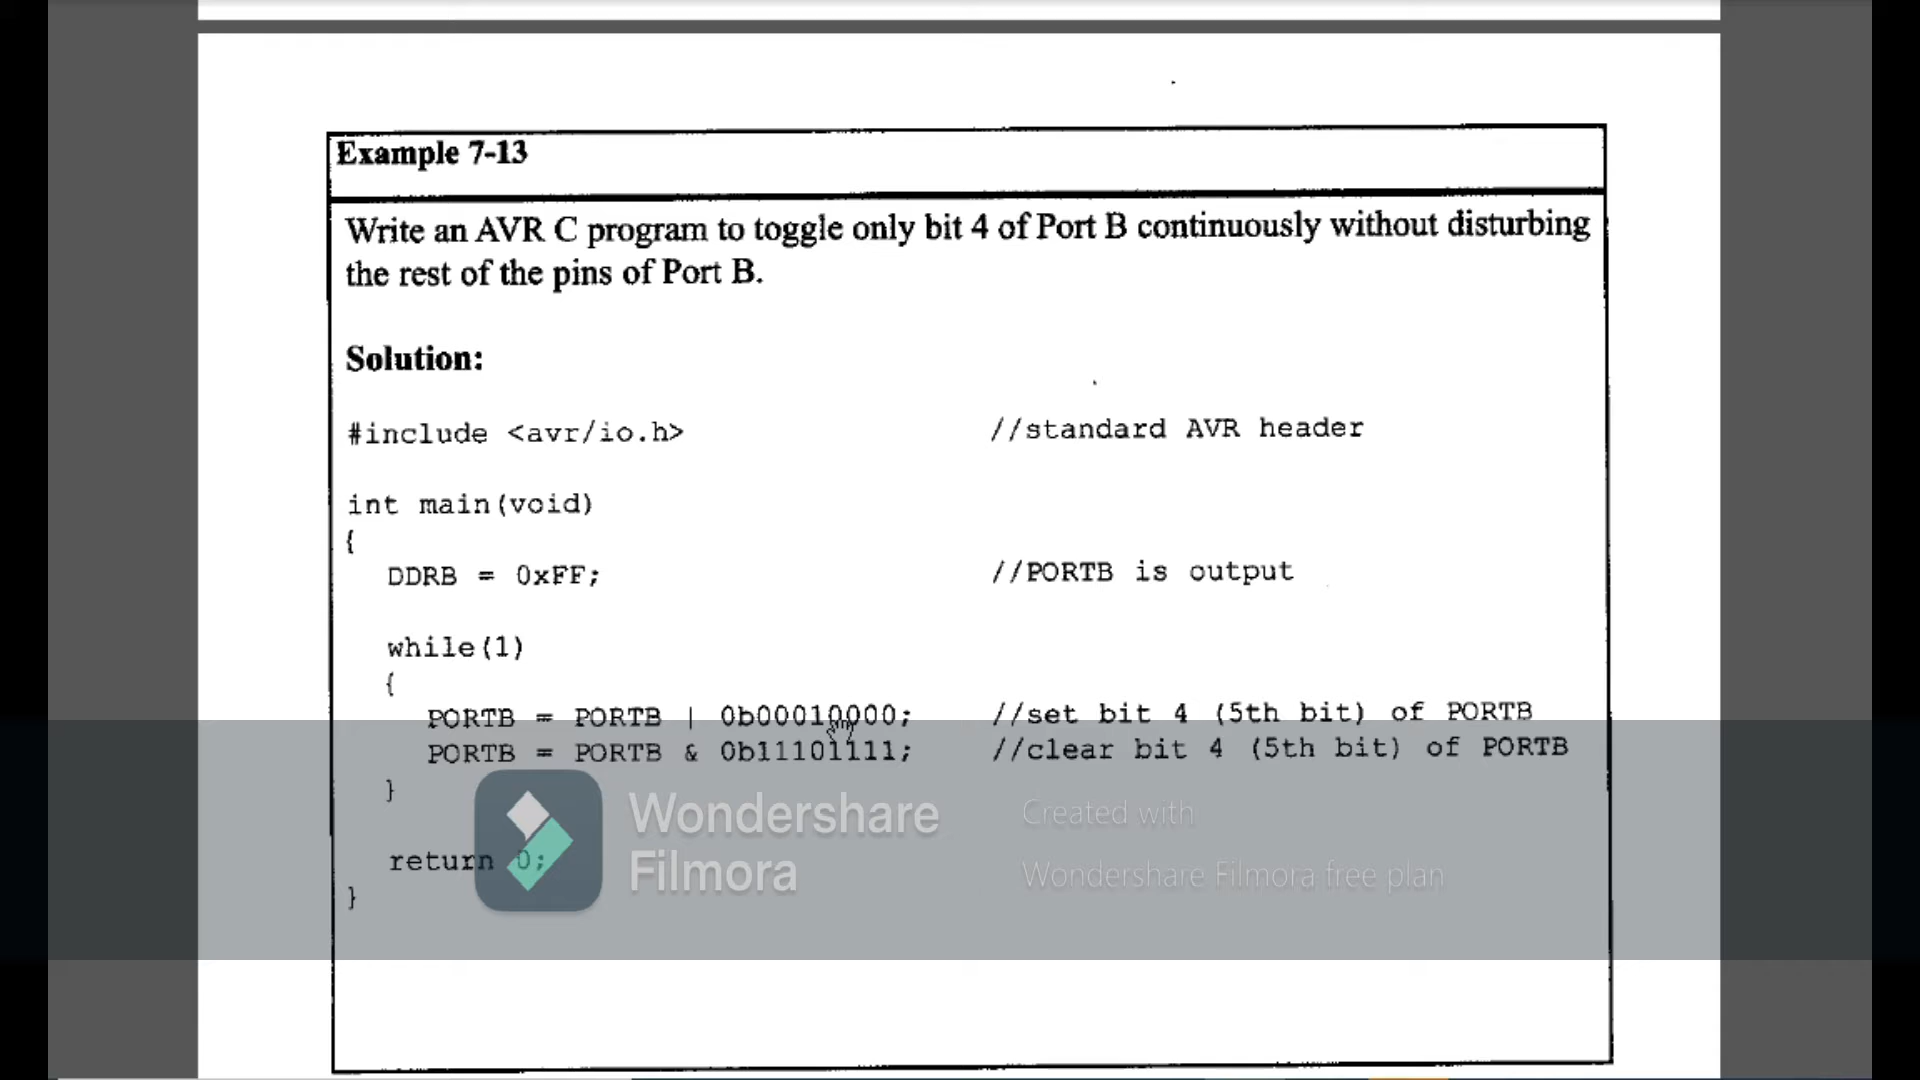 Example 7-13
Write an AVR C program to toggle only bit 4 of Port B continuously without disturbing
the rest of the pins of Port B.
Solution:
#include <avr/io.h> //standard AVR header
int main(void)
{
DDRB = 0xFF; //PORTB is output
while(1)
{
PORTB = PORTB | 0b00010000; //set bit 4 (5th bit) of PORTB
PORTB = PORTB & 0b11101111; //clear bit 4 (5th bit) of PORTB
}
return 0;
}
Wondershare
Filmora
Created with
Wondershare Filmora free plan